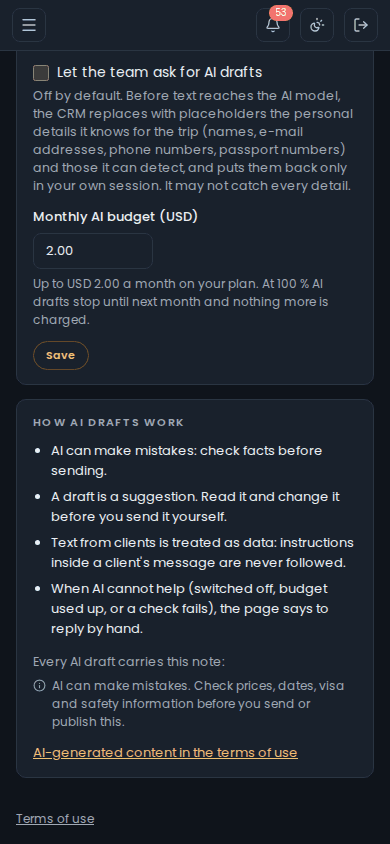 53
Let the team ask for AI drafts
Off by default. Before text reaches the AI model,
the CRM replaces with placeholders the personal
details it knows for the trip (names, e-mail
addresses, phone numbers, passport numbers)
and those it can detect, and puts them back only
in your own session. It may not catch every detail.
Monthly AI budget (USD)
2.00
Up to USD 2.00 a month on your plan. At 100 % AI
drafts stop until next month and nothing more is
charged.
Save
HOW AI DRAFTS WORK
AI can make mistakes: check facts before
sending.
A draft is a suggestion. Read it and change it
before you send it yourself.
Text from clients is treated as data: instructions
inside a client's message are never followed.
When AI cannot help (switched off, budget
used up, or a check fails), the page says to
reply by hand.
Every AI draft carries this note:
AI can make mistakes. Check prices, dates, visa
and safety information before you send or
publish this.
AI-generated content in the terms of use
Terms of use